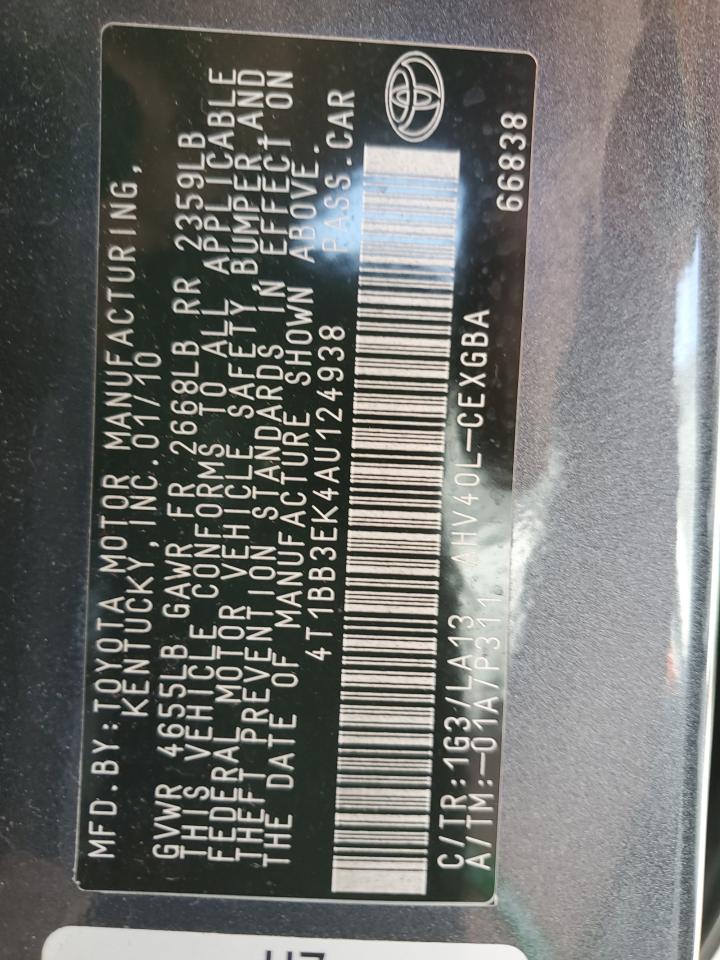 MFD.BY:TOYOTA MOTOR MANUFACTURING,
KENTUCKY,INC.01/10
GVWR 4655LB GAWR FR 2668LB RR 2359LB
THIS VEHICLE CONFORMS TO ALL APPLICABLE
FEDERAL MOTOR VEHICLE SAFETY,BUMPER,AND
THEFT PREVENTION STANDARDS IN EFFECT ON
THE DATE OF MANUFACTURE SHOWN ABOVE.
4T1BB3EK4AU124938 PASS.CAR
C/TR:1G3/LA13 AHV40L-CEXGBA
A/TM:-01A/P311 66838